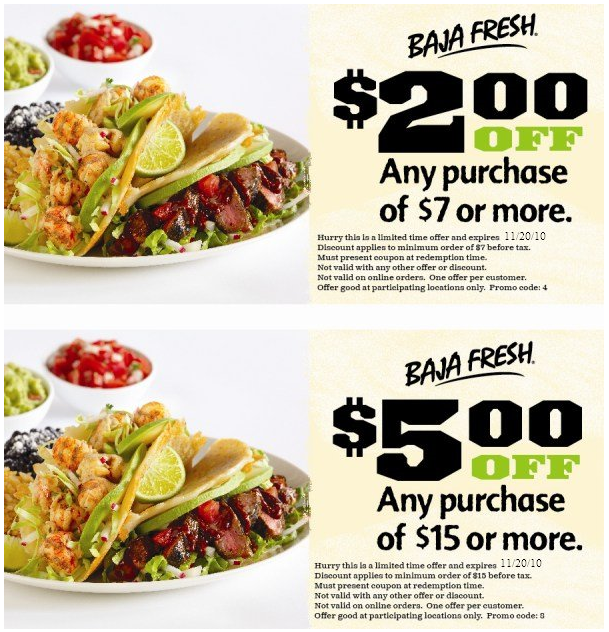 BAJA FRESH.
$2.00
OFF
Any purchase
of $7 or more.
Hurry this is a limited time offer and expires 11/20/10
Discount applies to minimum order of $7 before tax.
Must present coupon at redemption time.
Not valid with any other offer or discount.
Not valid on online orders. One offer per customer.
Offer good at participating locations only. Promo code: 4
BAJA FRESH.
$5.00
OFF
Any purchase
of $15 or more.
Hurry this is a limited time offer and expires 11/20/10
Discount applies to minimum order of $15 before tax.
Must present coupon at redemption time.
Not valid with any other offer or discount.
Not valid on online orders. One offer per customer.
Offer good at participating locations only. Promo code: 8